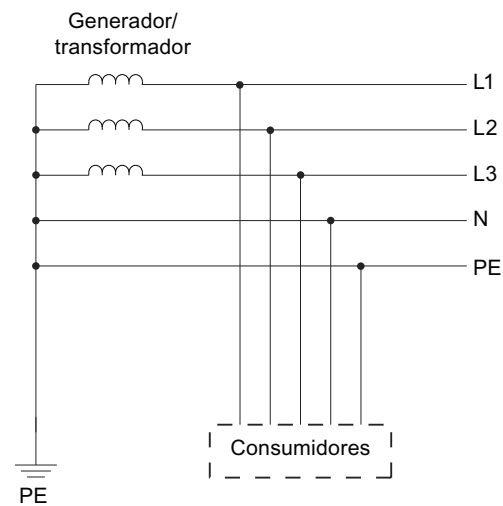 Generador/
transformador
L1
L2
L3
N
PE
Consumidores
PE